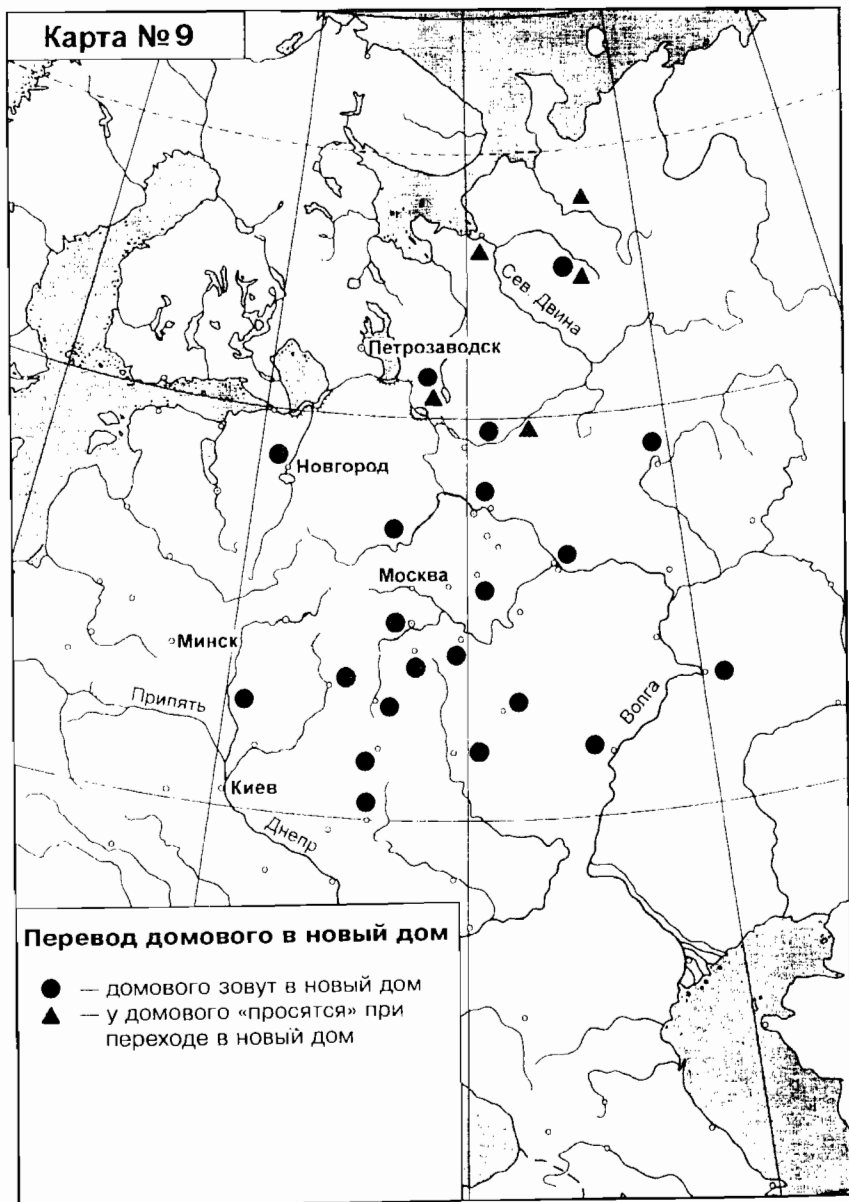 Карта №9
Сев. Двина
Петрозаводск
Новгород
Москва
Минск
Припять
Волга
Киев
Днепр
Перевод домового в новый дом
— домового зовут в новый дом
— у домового «просятся» при
переходе в новый дом